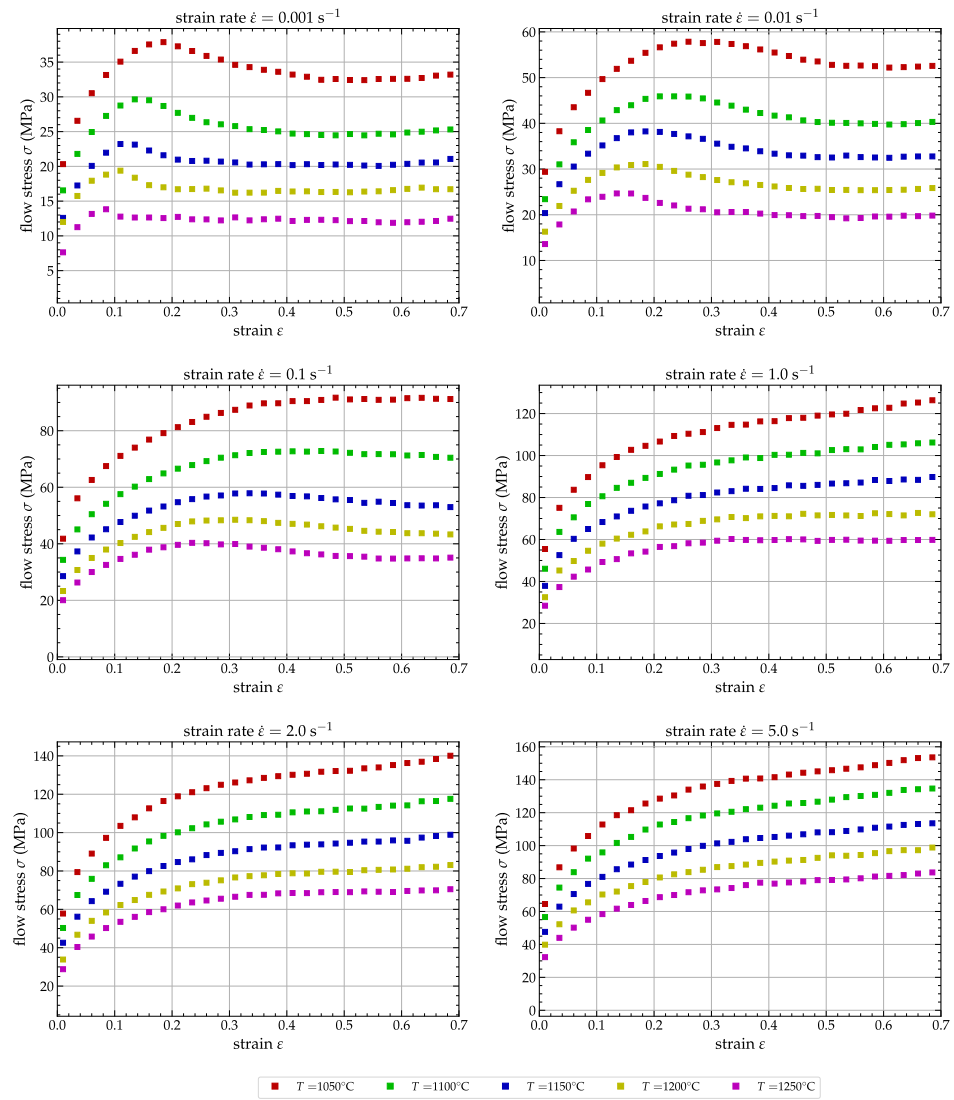 strain rate ε̇ = 0.001 s⁻¹
flow stress σ (MPa)
35
30
25
20
15
10
5
0.0 0.1 0.2 0.3 0.4 0.5 0.6 0.7
strain ε
strain rate ε̇ = 0.01 s⁻¹
flow stress σ (MPa)
60
50
40
30
20
10
0.0 0.1 0.2 0.3 0.4 0.5 0.6 0.7
strain ε
strain rate ε̇ = 0.1 s⁻¹
flow stress σ (MPa)
80
60
40
20
0
0.0 0.1 0.2 0.3 0.4 0.5 0.6 0.7
strain ε
strain rate ε̇ = 1.0 s⁻¹
flow stress σ (MPa)
120
100
80
60
40
20
0.0 0.1 0.2 0.3 0.4 0.5 0.6 0.7
strain ε
strain rate ε̇ = 2.0 s⁻¹
flow stress σ (MPa)
140
120
100
80
60
40
20
0.0 0.1 0.2 0.3 0.4 0.5 0.6 0.7
strain ε
strain rate ε̇ = 5.0 s⁻¹
flow stress σ (MPa)
160
140
120
100
80
60
40
20
0
0.0 0.1 0.2 0.3 0.4 0.5 0.6 0.7
strain ε
T =1050°C T =1100°C T =1150°C T =1200°C T =1250°C